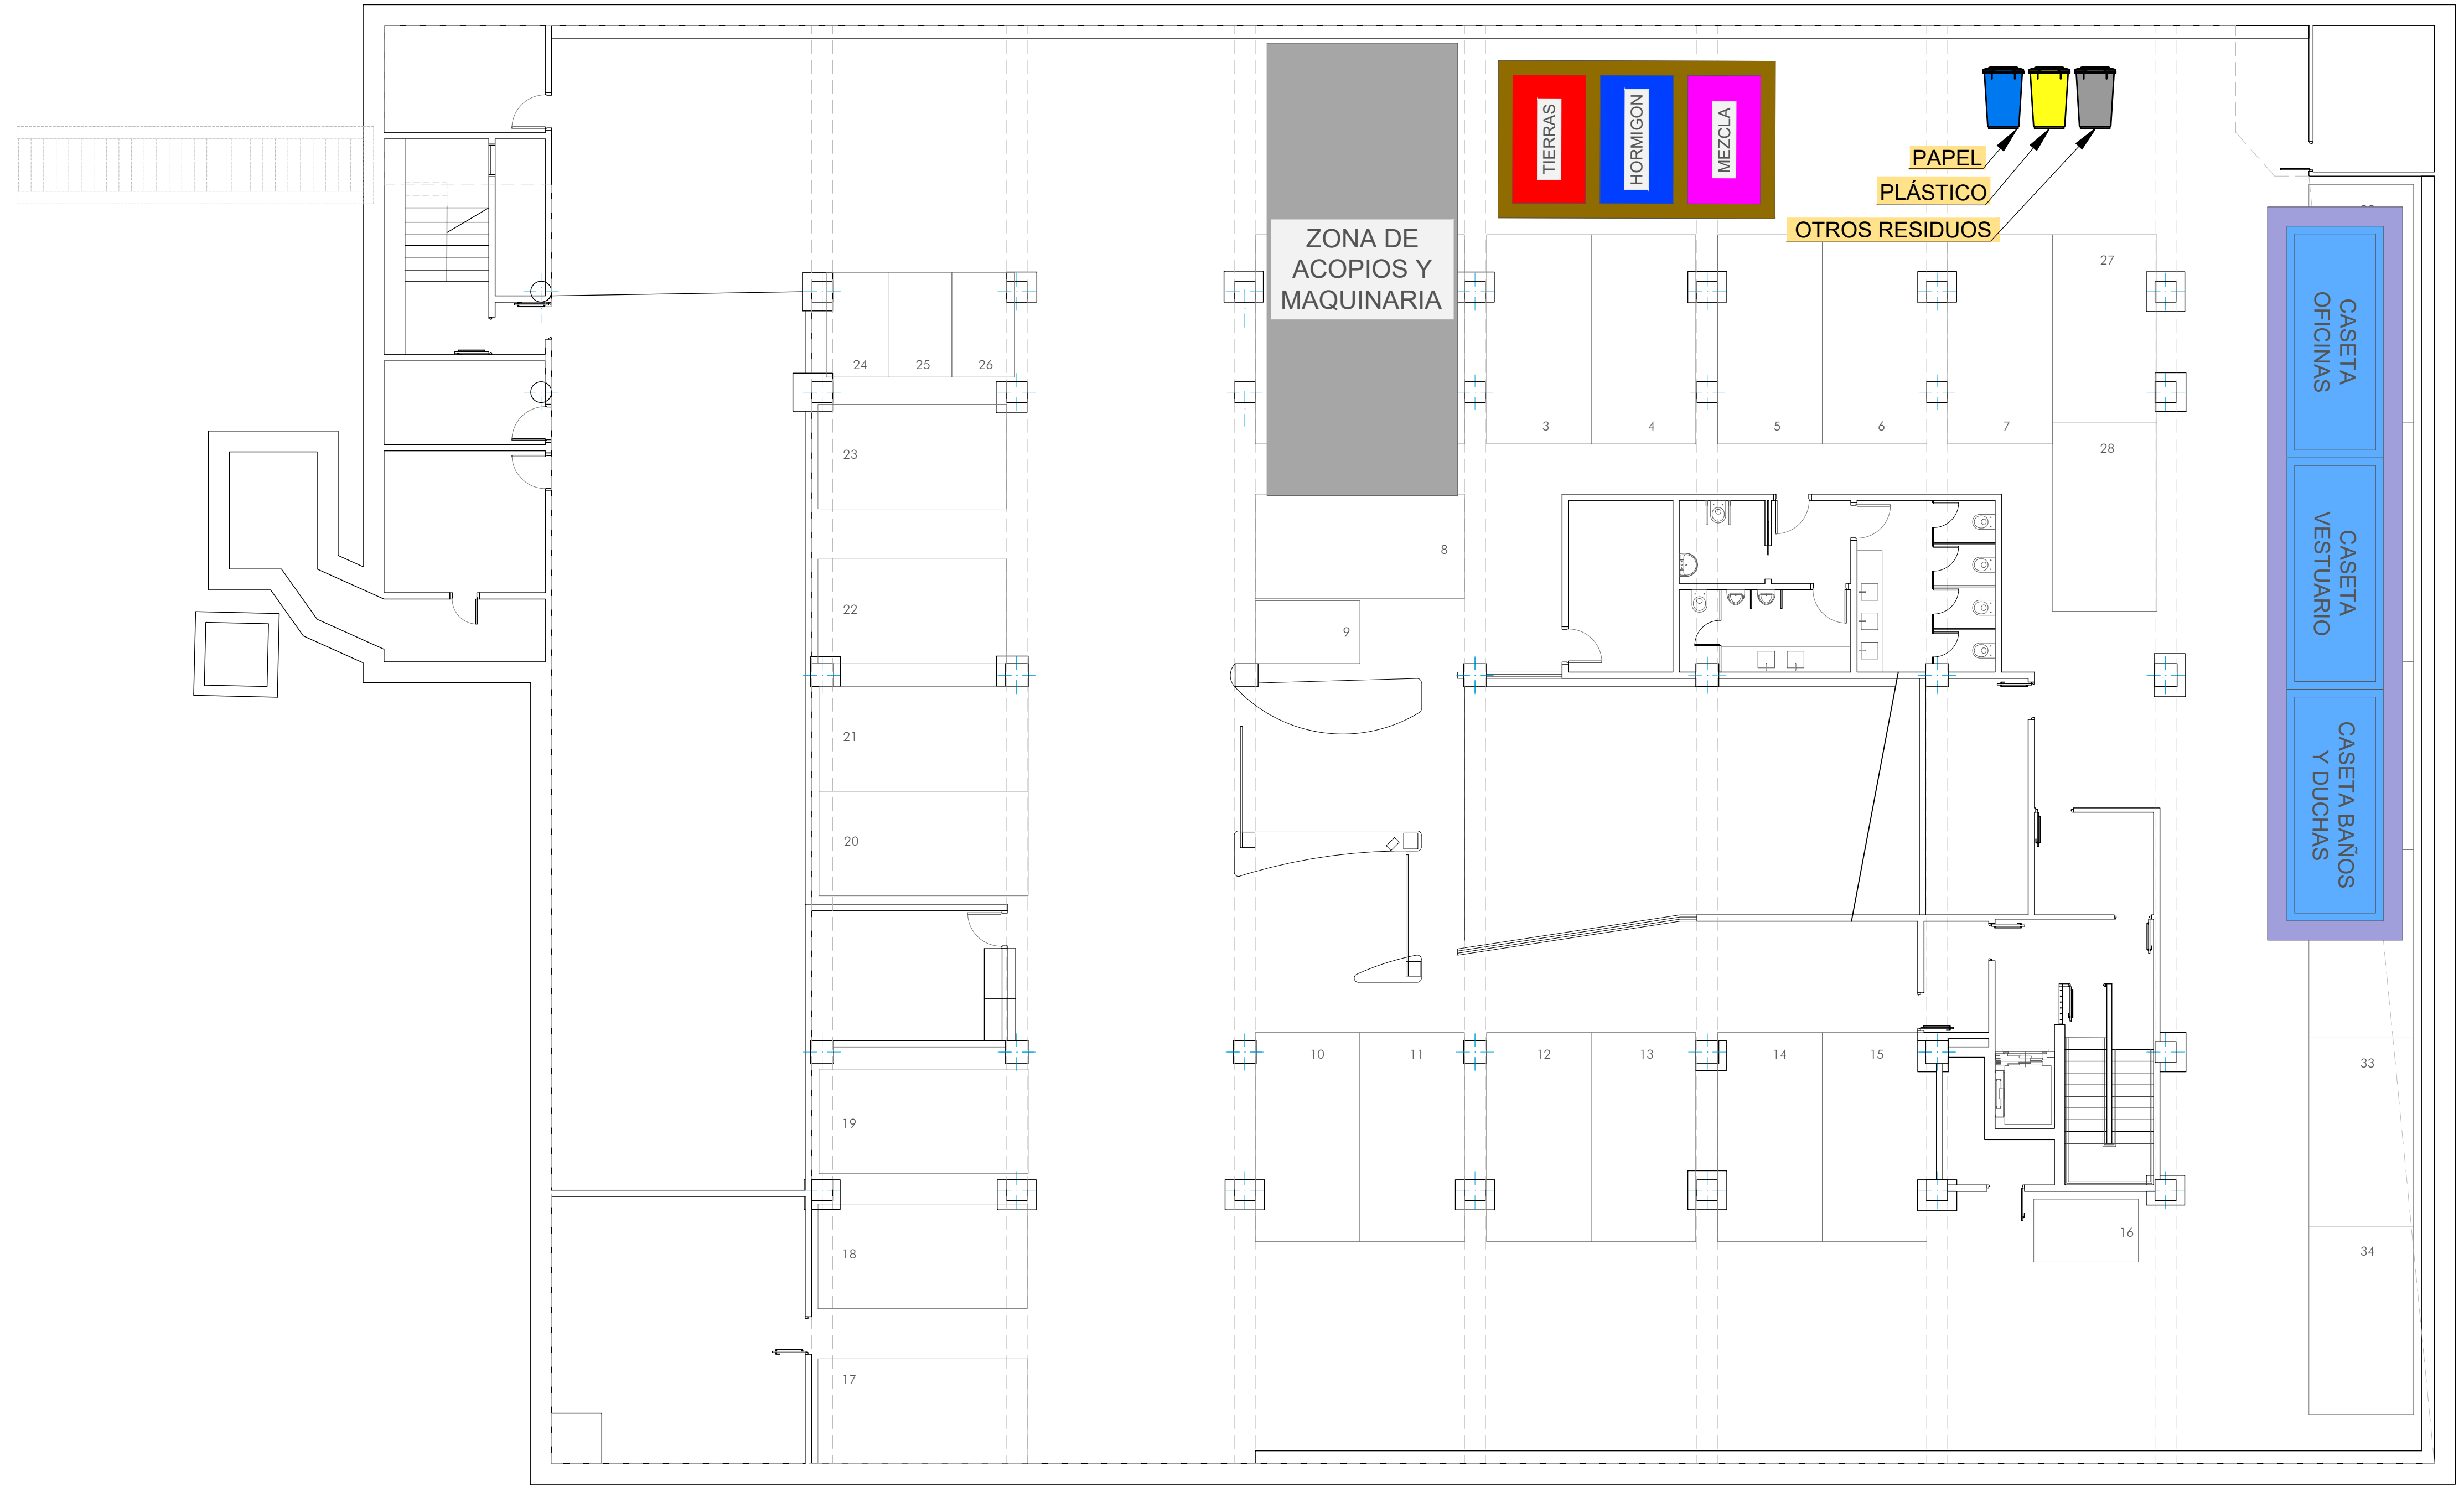 TIERRAS
HORMIGON
MEZCLA
PAPEL
PLÁSTICO
OTROS RESIDUOS
ZONA DE
ACOPIOS Y
MAQUINARIA
CASETA
OFICINAS
CASETA
VESTUARIO
CASETA BAÑOS
Y DUCHAS
27
24
25
26
3
4
5
6
7
28
23
8
22
9
21
20
10
11
12
13
14
15
33
19
16
18
34
17